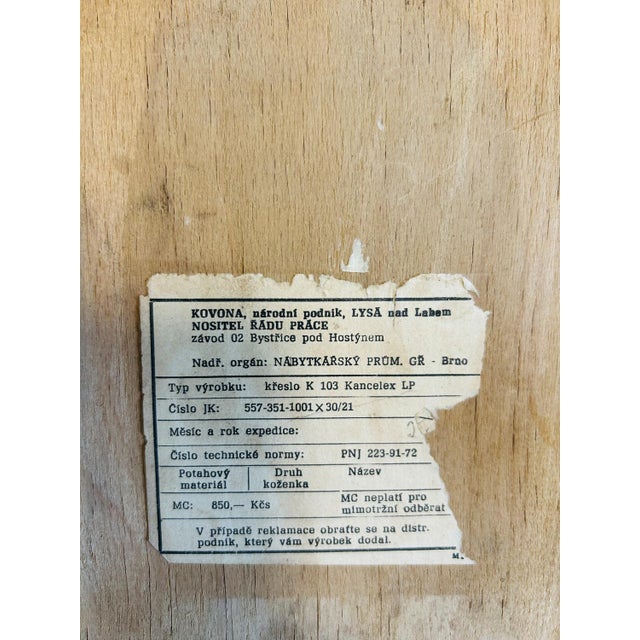 KOVONA, národní podnik, LYSÁ nad Labem
NOSITEL ŘÁDU PRÁCE
závod 02 Bystřice pod Hostýnem
Nadř. orgán: NÁBYTKÁŘSKÝ PRŮM. GŘ - Brno
Typ výrobku: křeslo K 103 Kancelex LP
Číslo JK: 557-351-1001×30/21
Měsíc a rok expedice:
Číslo technické normy: PNJ 223-91-72
Potahový materiál Druh koženka Název
MC: 850,— Kčs MC neplatí pro
mimotržní odběrat
V případě reklamace obraťte se na distr.
podnik, který vám výrobek dodal.
M.